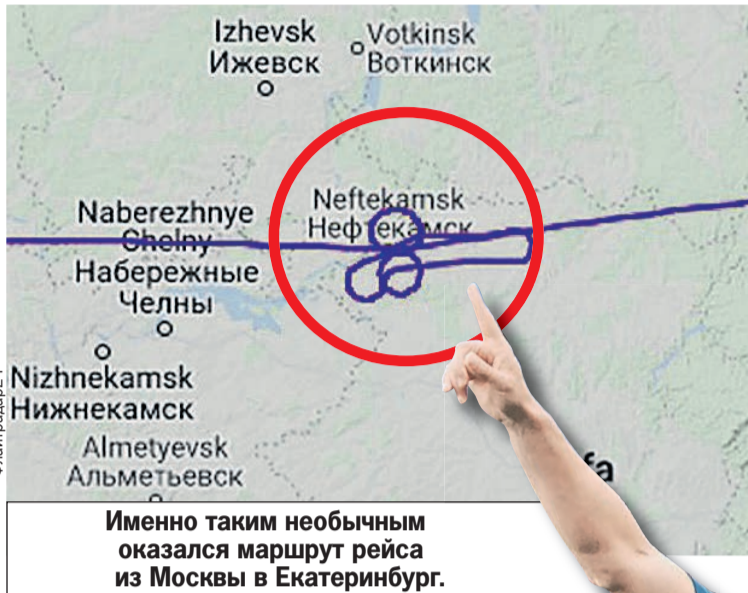 Izhevsk
Ижевск
Votkinsk
Воткинск
Neftekamsk
Нефтекамск
Naberezhnye
Chelny
Набережные
Челны
Nizhnekamsk
Нижнекамск
Almetyevsk
Альметьевск
fa
Именно таким необычным
оказался маршрут рейса
из Москвы в Екатеринбург.